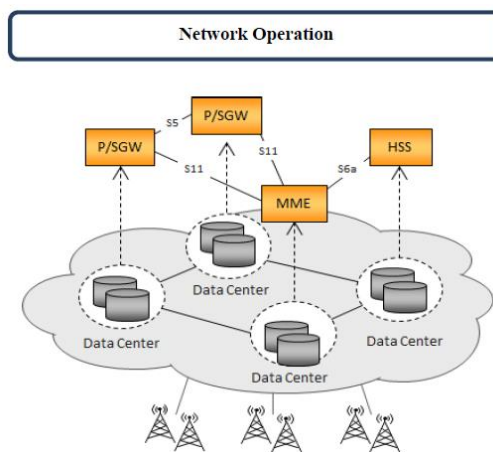 Network Operation
P/SGW
S5
P/SGW
S11
S11
S6a
HSS
MME
Data Center
Data Center
Data Center
Data Center